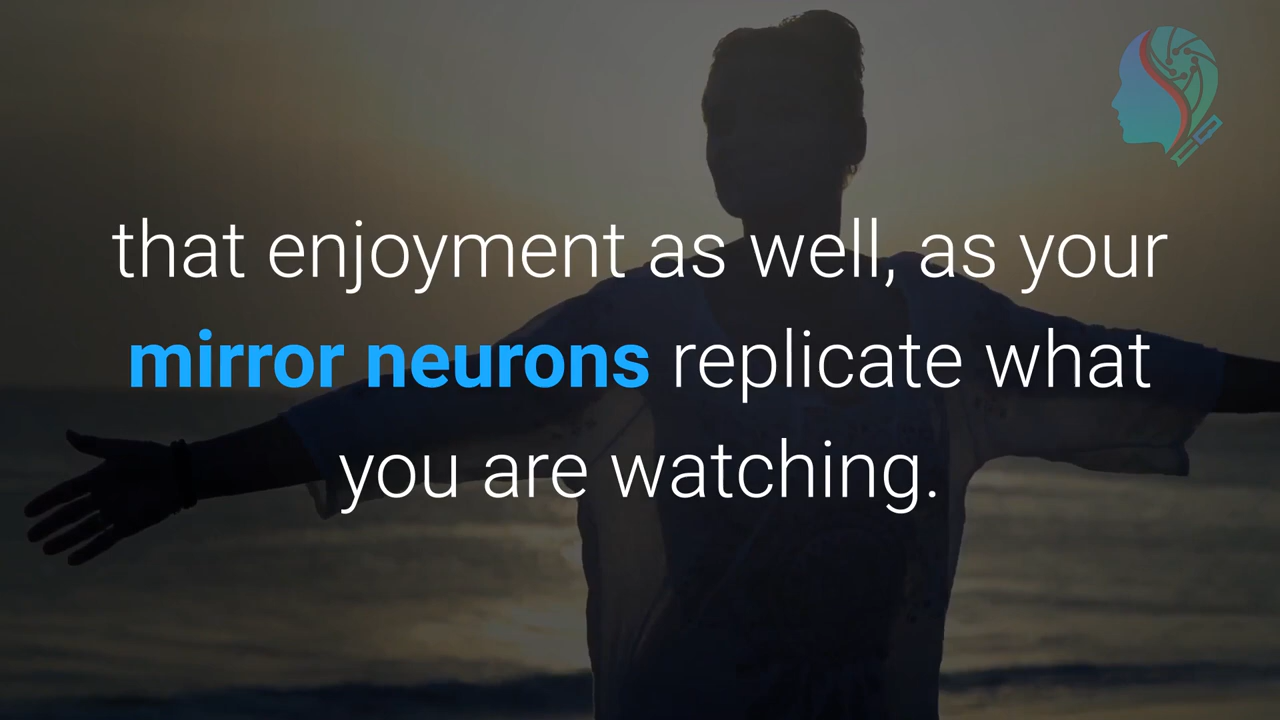 that enjoyment as well, as your
mirror neurons replicate what
you are watching.